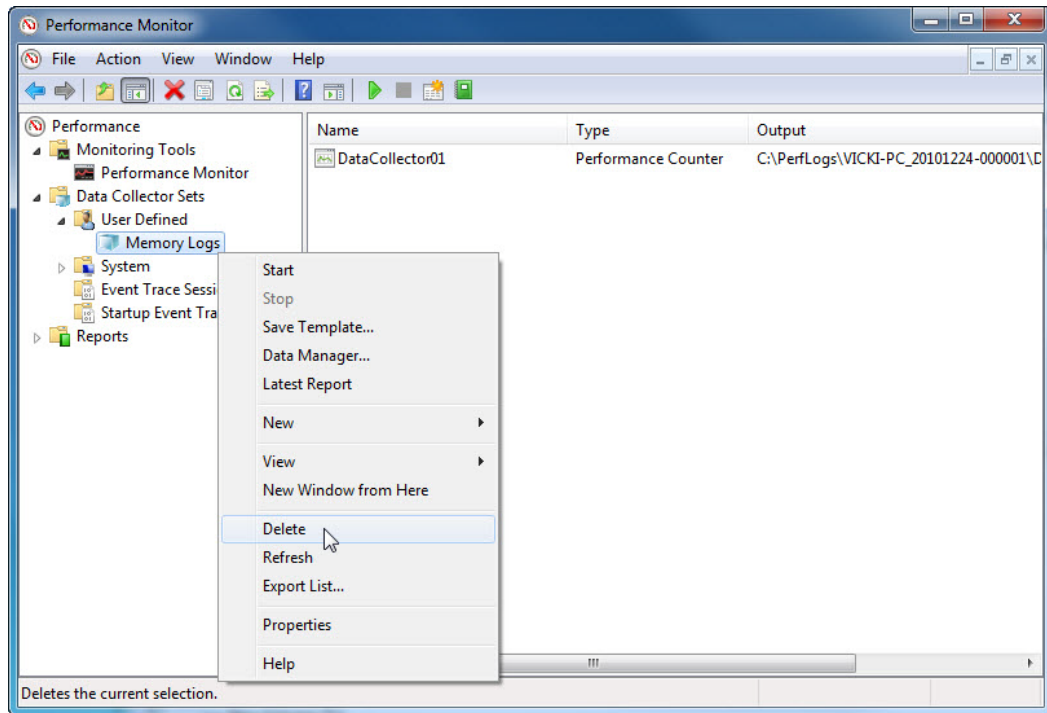 Performance Monitor
File Action View Window Help
Performance
Monitoring Tools
Performance Monitor
Data Collector Sets
User Defined
Memory Logs
System
Event Trace Sessi
Startup Event Tra
Reports
Name Type Output
DataCollector01 Performance Counter C:\PerfLogs\VICKI-PC_20101224-000001\D
Start
Stop
Save Template...
Data Manager...
Latest Report
New
View
New Window from Here
Delete
Refresh
Export List...
Properties
Help
Deletes the current selection.